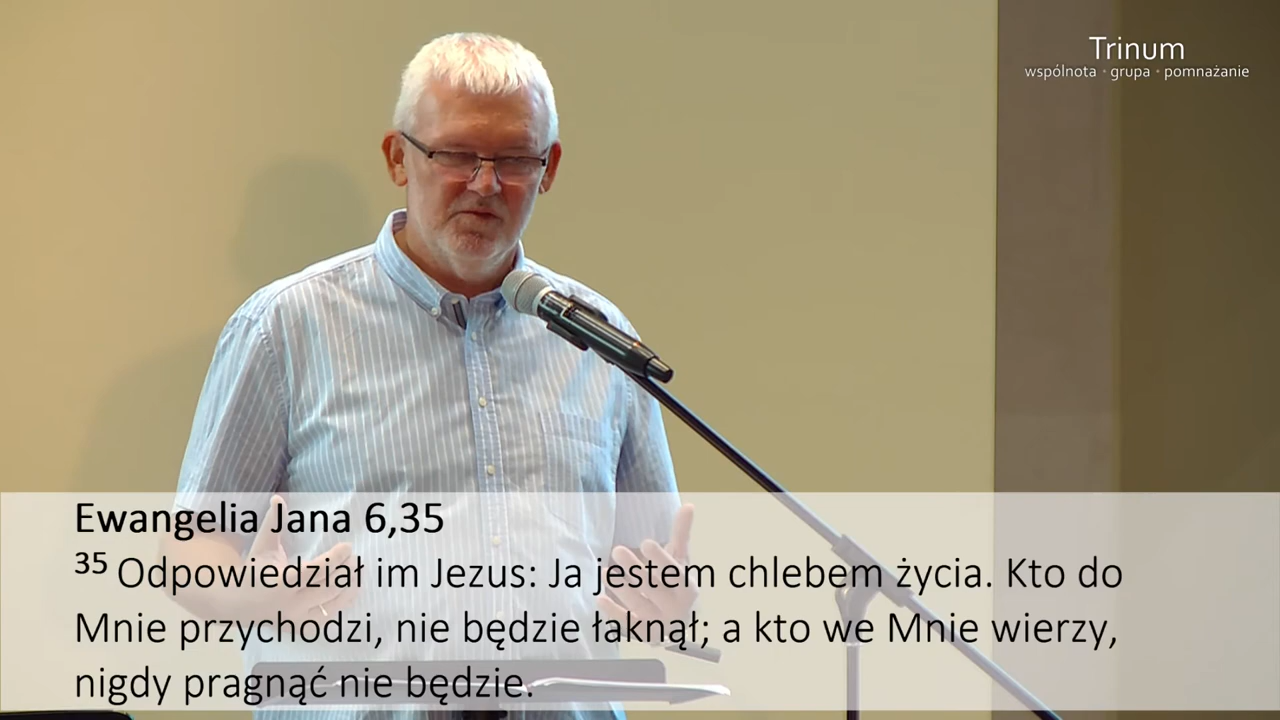 Trinum
wspólnota • grupa • pomnażanie
Ewangelia Jana 6,35
35 Odpowiedział im Jezus: Ja jestem chlebem życia. Kto do
Mnie przychodzi, nie będzie łaknął; a kto we Mnie wierzy,
nigdy pragnąć nie będzie.